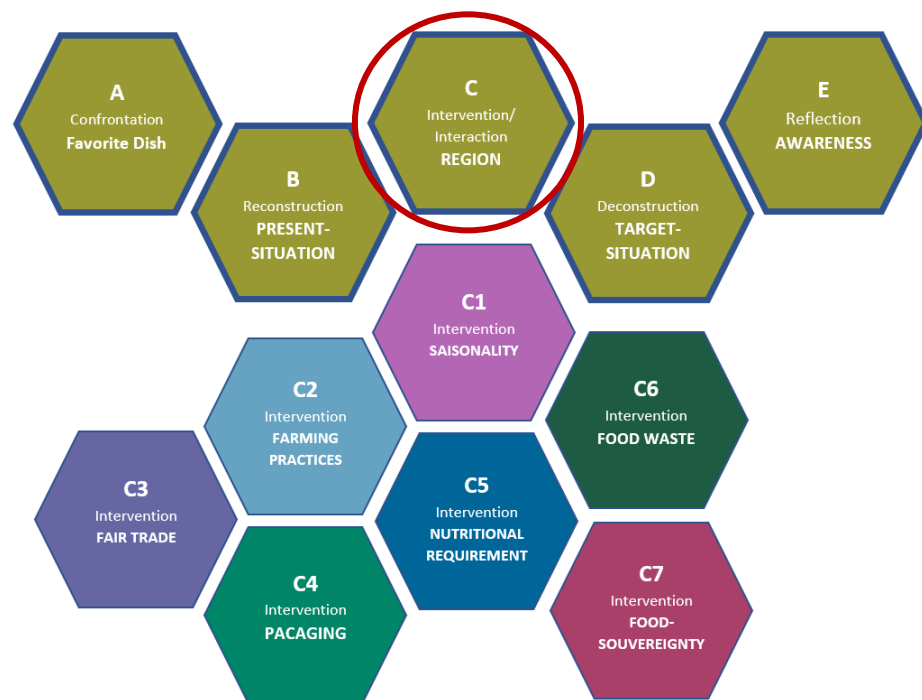 A
Confrontation
Favorite Dish
B
Reconstruction
PRESENT-
SITUATION
C
Intervention/
Interaction
REGION
D
Deconstruction
TARGET-
SITUATION
E
Reflection
AWARENESS
C1
Intervention
SAISONALITY
C2
Intervention
FARMING
PRACTICES
C3
Intervention
FAIR TRADE
C4
Intervention
PACAGING
C5
Intervention
NUTRITIONAL
REQUIREMENT
C6
Intervention
FOOD WASTE
C7
Intervention
FOOD-
SOUVEREIGNTY